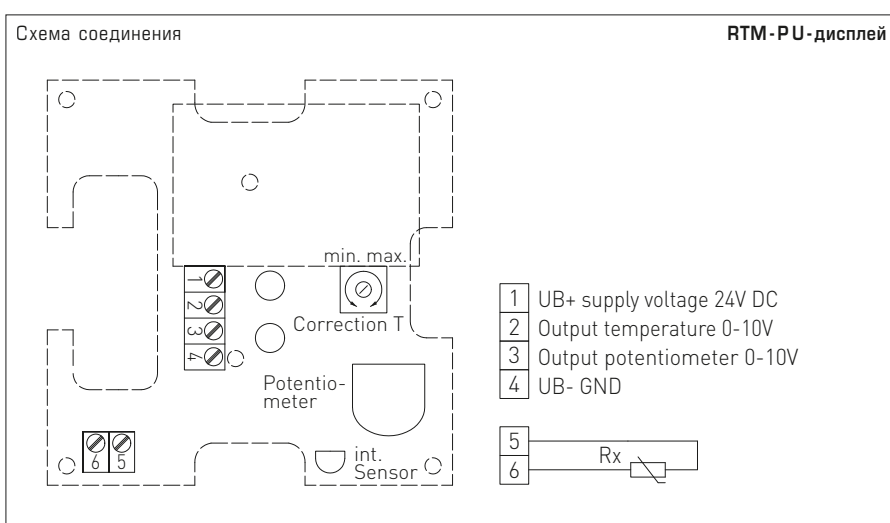 Схема соединения
RTM-PU-дисплей
min. max.
1
2
3
4
Correction T
Potentio-
meter
int.
Sensor
6 5
1 UB+ supply voltage 24V DC
2 Output temperature 0-10V
3 Output potentiometer 0-10V
4 UB- GND
5
6
Rx